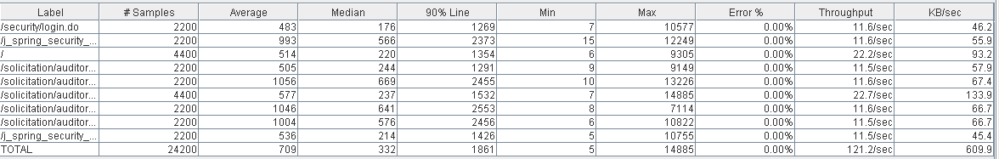 Label # Samples Average Median 90% Line Min Max Error % Throughput KB/sec
/security/login.do 2200 483 176 1269 7 10577 0.00% 11.6/sec 46.2
/j_spring_security_... 2200 993 566 2373 15 12249 0.00% 11.6/sec 55.9
/ 4400 514 220 1354 6 9305 0.00% 22.2/sec 93.2
/solicitation/auditor... 2200 505 244 1291 9 9149 0.00% 11.5/sec 57.9
/solicitation/auditor... 2200 1056 669 2455 10 13226 0.00% 11.6/sec 67.4
/solicitation/auditor... 4400 577 237 1532 7 14885 0.00% 22.7/sec 133.9
/solicitation/auditor... 2200 1046 641 2553 8 7114 0.00% 11.6/sec 66.7
/solicitation/auditor... 2200 1004 576 2456 6 10822 0.00% 11.5/sec 66.7
/j_spring_security_... 2200 536 214 1426 5 10755 0.00% 11.5/sec 45.4
TOTAL 24200 709 332 1861 5 14885 0.00% 121.2/sec 609.9